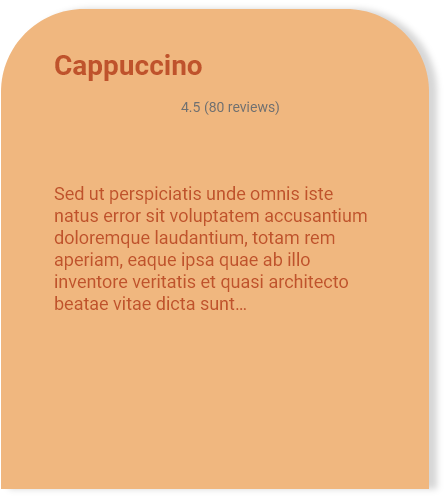 Cappuccino
4.5 (80 reviews)
Sed ut perspiciatis unde omnis iste
natus error sit voluptatem accusantium
doloremque laudantium, totam rem
aperiam, eaque ipsa quae ab illo
inventore veritatis et quasi architecto
beatae vitae dicta sunt…